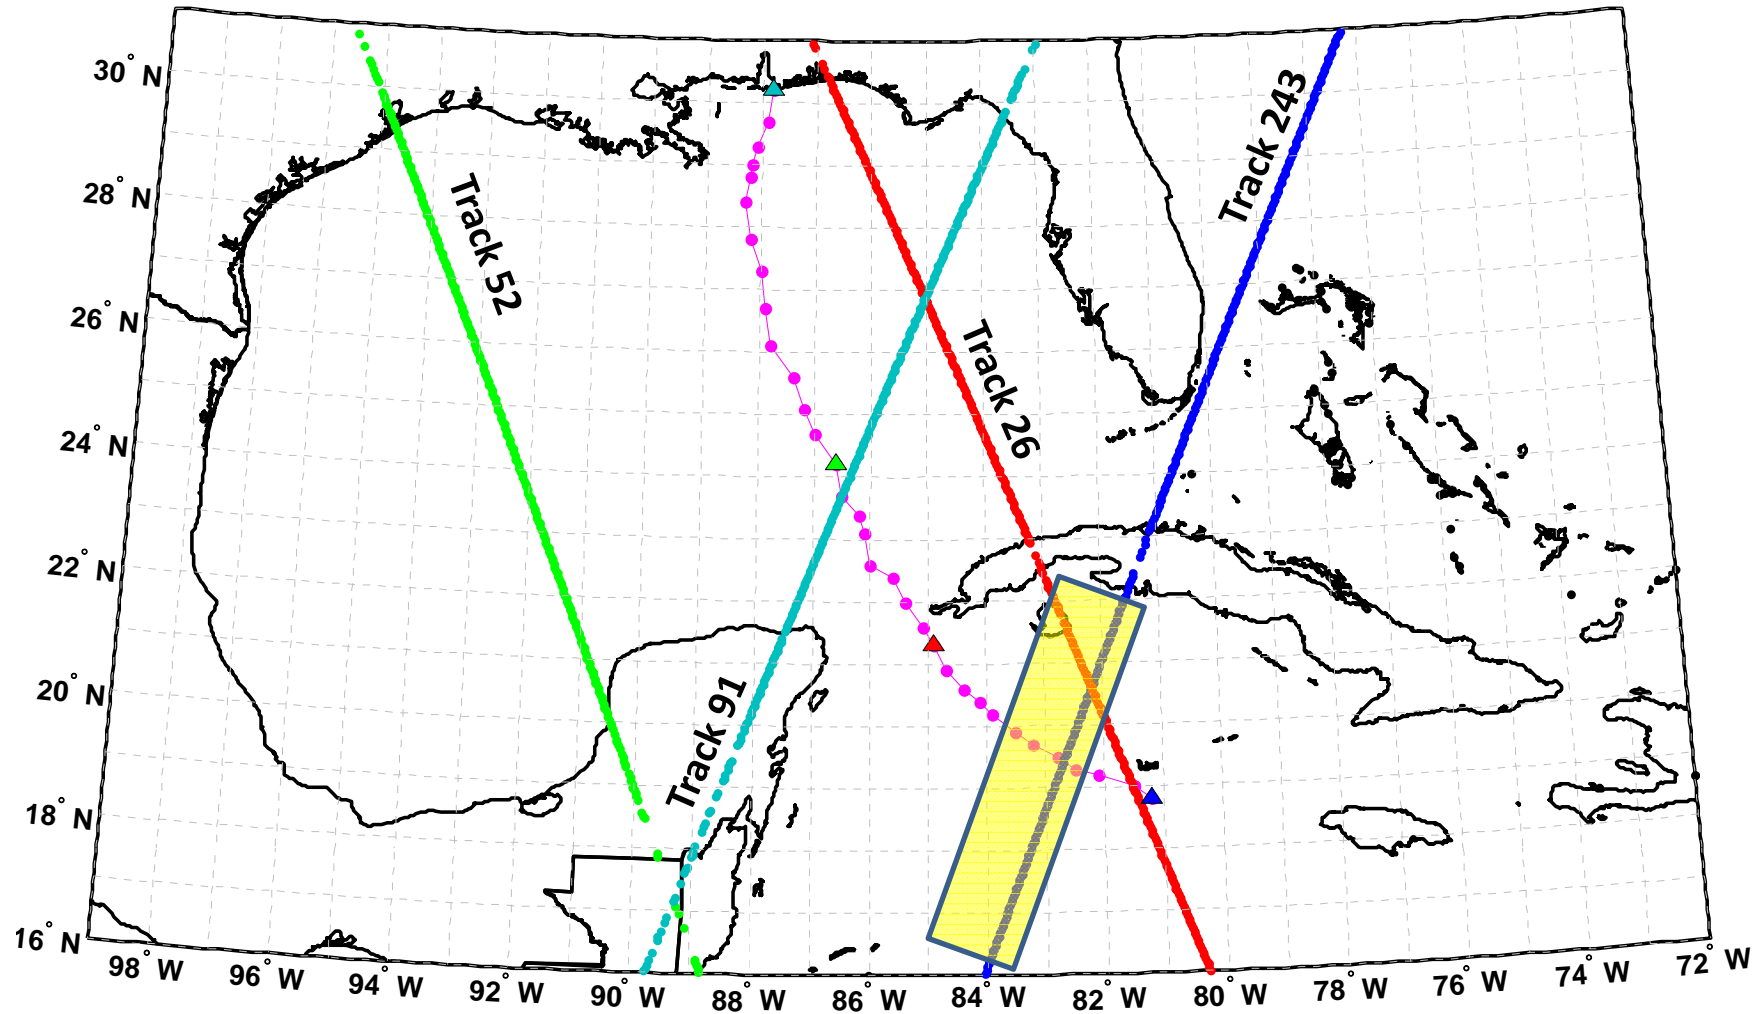 30° N
28° N
26° N
24° N
22° N
20° N
18° N
16° N
98° W
96° W
94° W
92° W
90° W
88° W
86° W
84° W
82° W
80° W
78° W
76° W
74° W
72° W
Track 52
Track 91
Track 26
Track 243